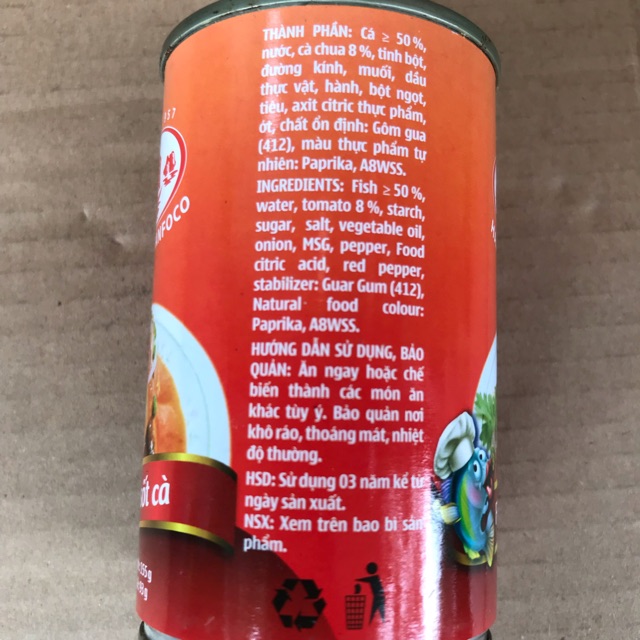 THÀNH PHẦN: Cá ≥ 50%,
nước, cà chua 8%, tinh bột,
đường kính, muối, dầu
thực vật, hành, bột ngọt,
tiêu, axit citric thực phẩm,
ớt, chất ổn định: Gôm gua
(412), màu thực phẩm tự
nhiên: Paprika, A8WSS.
INGREDIENTS: Fish ≥ 50%,
water, tomato 8%, starch,
sugar, salt, vegetable oil,
onion, MSG, pepper, Food
citric acid, red pepper,
stabilizer: Guar Gum (412),
Natural food colour:
Paprika, A8WSS.
HƯỚNG DẪN SỬ DỤNG, BẢO
QUẢN: Ăn ngay hoặc chế
biến thành các món ăn
khác tùy ý. Bảo quản nơi
khô ráo, thoáng mát, nhiệt
độ thường.
HSD: Sử dụng 03 năm kể từ
ngày sản xuất.
NSX: Xem trên bao bì sản
phẩm.
ốt cà